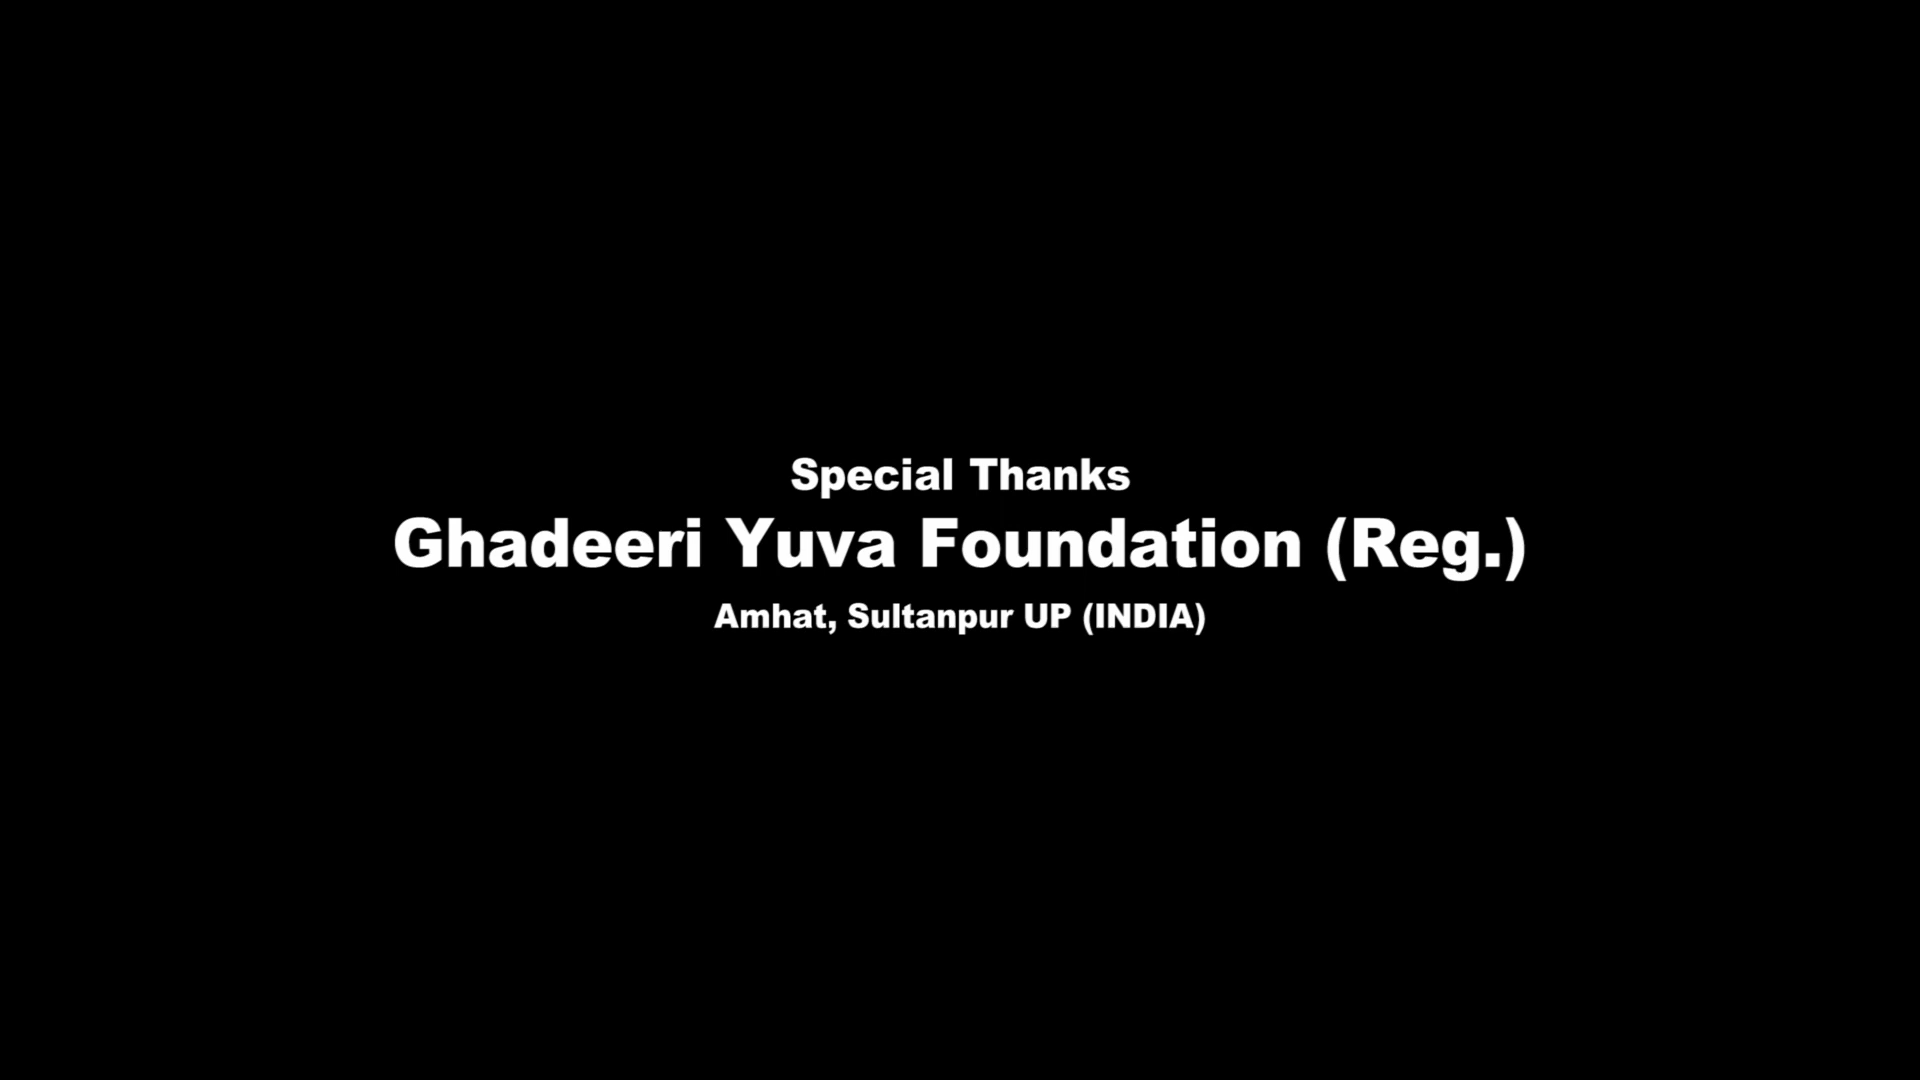 Special Thanks
Ghadeeri Yuva Foundation (Reg.)
Amhat, Sultanpur UP (INDIA)